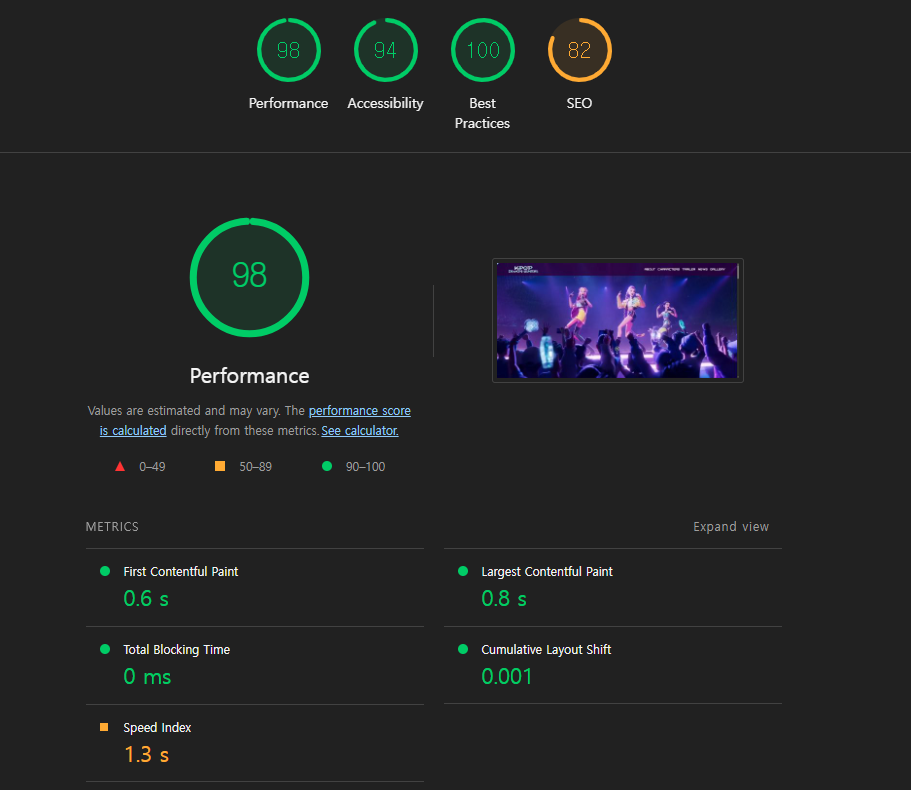 98
94
100
82
Performance
Accessibility
Best
Practices
SEO
98
Performance
Values are estimated and may vary. The performance score
is calculated directly from these metrics. See calculator.
0–49
50–89
90–100
KPOP
DEMON HUNTERS
ABOUT CHARACTERS TRAILER NEWS GALLERY
METRICS
Expand view
First Contentful Paint
0.6 s
Largest Contentful Paint
0.8 s
Total Blocking Time
0 ms
Cumulative Layout Shift
0.001
Speed Index
1.3 s